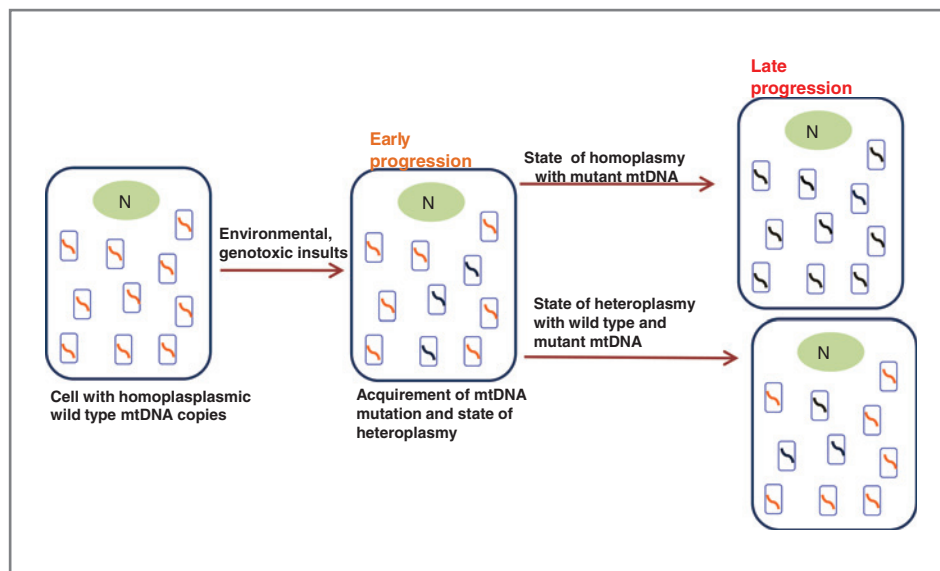 Late
progression
N
Early
progression
State of homoplasmy
with mutant mtDNA
N
N
Environmental,
genotoxic insults
State of heteroplasmy
with wild type and
mutant mtDNA
N
Cell with homoplasplasmic
wild type mtDNA copies
Acquirement of mtDNA
mutation and state of
heteroplasmy